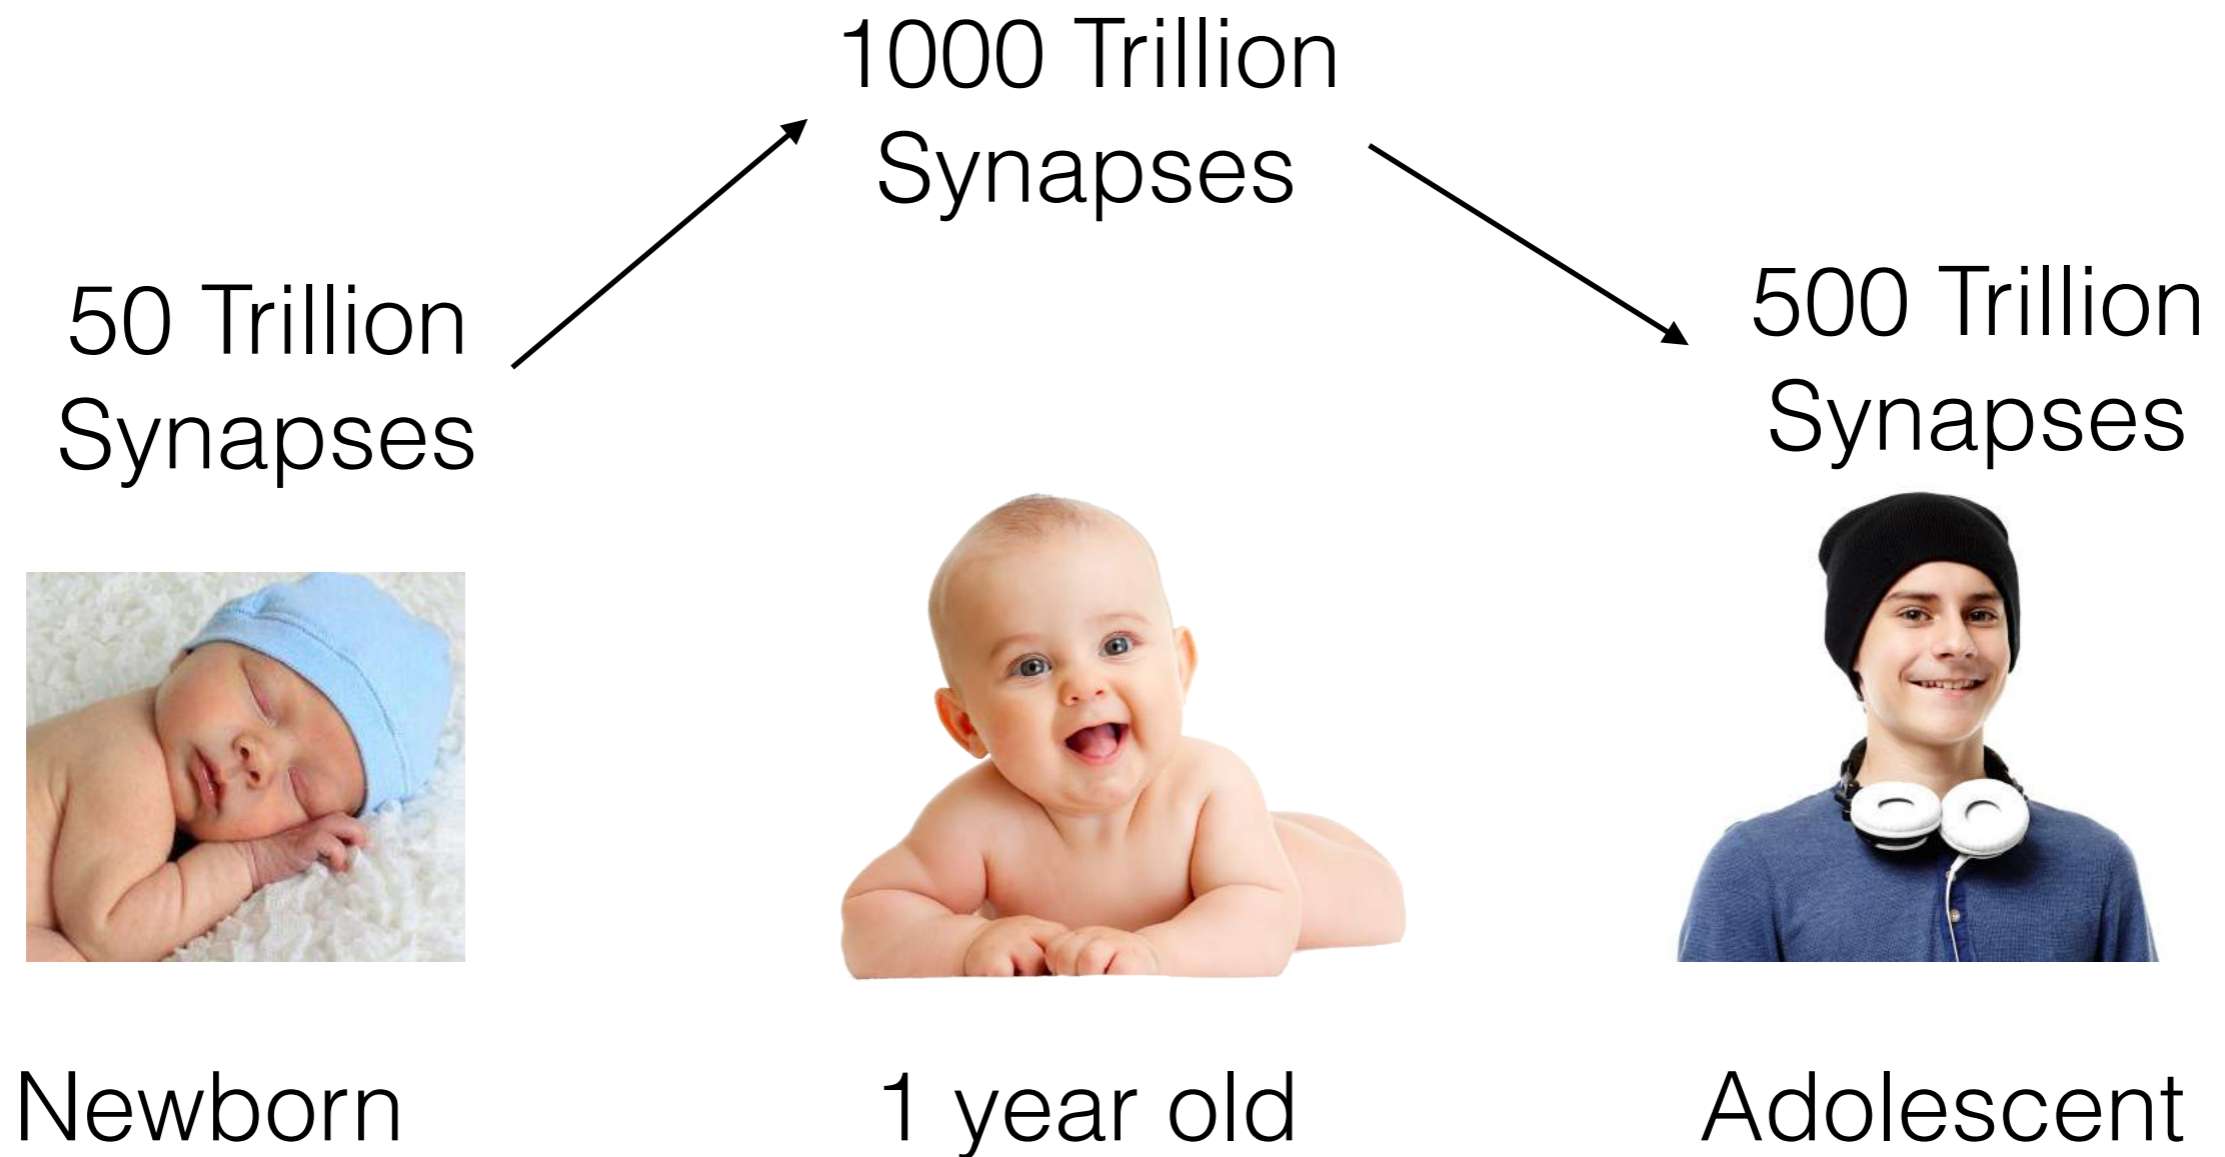 1000 Trillion
Synapses
50 Trillion
Synapses
500 Trillion
Synapses
Newborn
1 year old
Adolescent